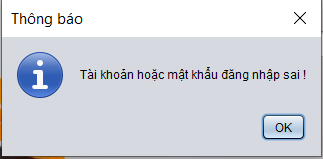 Thông báo
Tài khoản hoặc mật khẩu đăng nhập sai !
OK